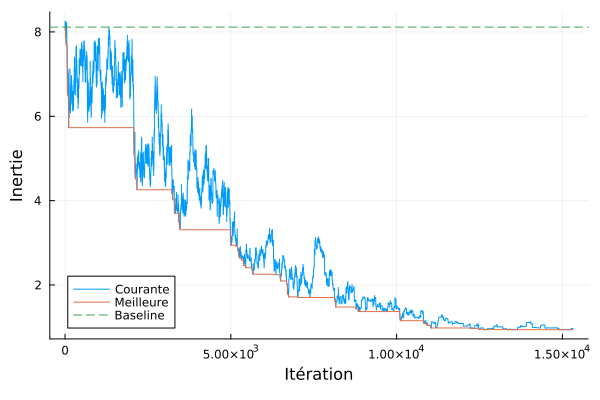 Inertie
8
6
4
2
Courante
Meilleure
Baseline
0
5.00×10³
1.00×10⁴
1.50×10⁴
Itération